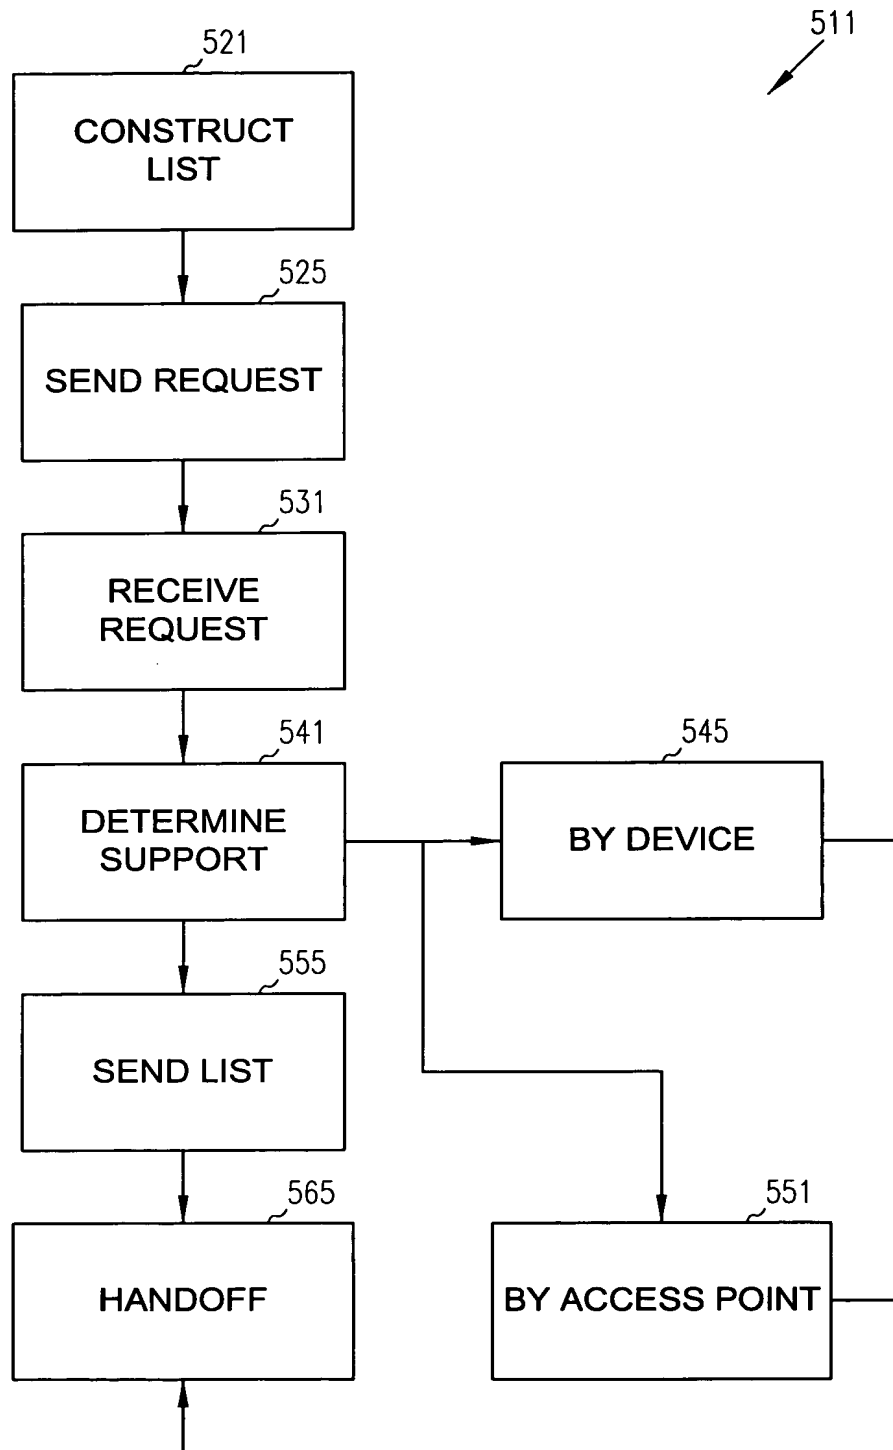 511
521
CONSTRUCT
LIST
525
SEND REQUEST
531
RECEIVE
REQUEST
541
DETERMINE
SUPPORT
545
BY DEVICE
555
SEND LIST
565
HANDOFF
551
BY ACCESS POINT